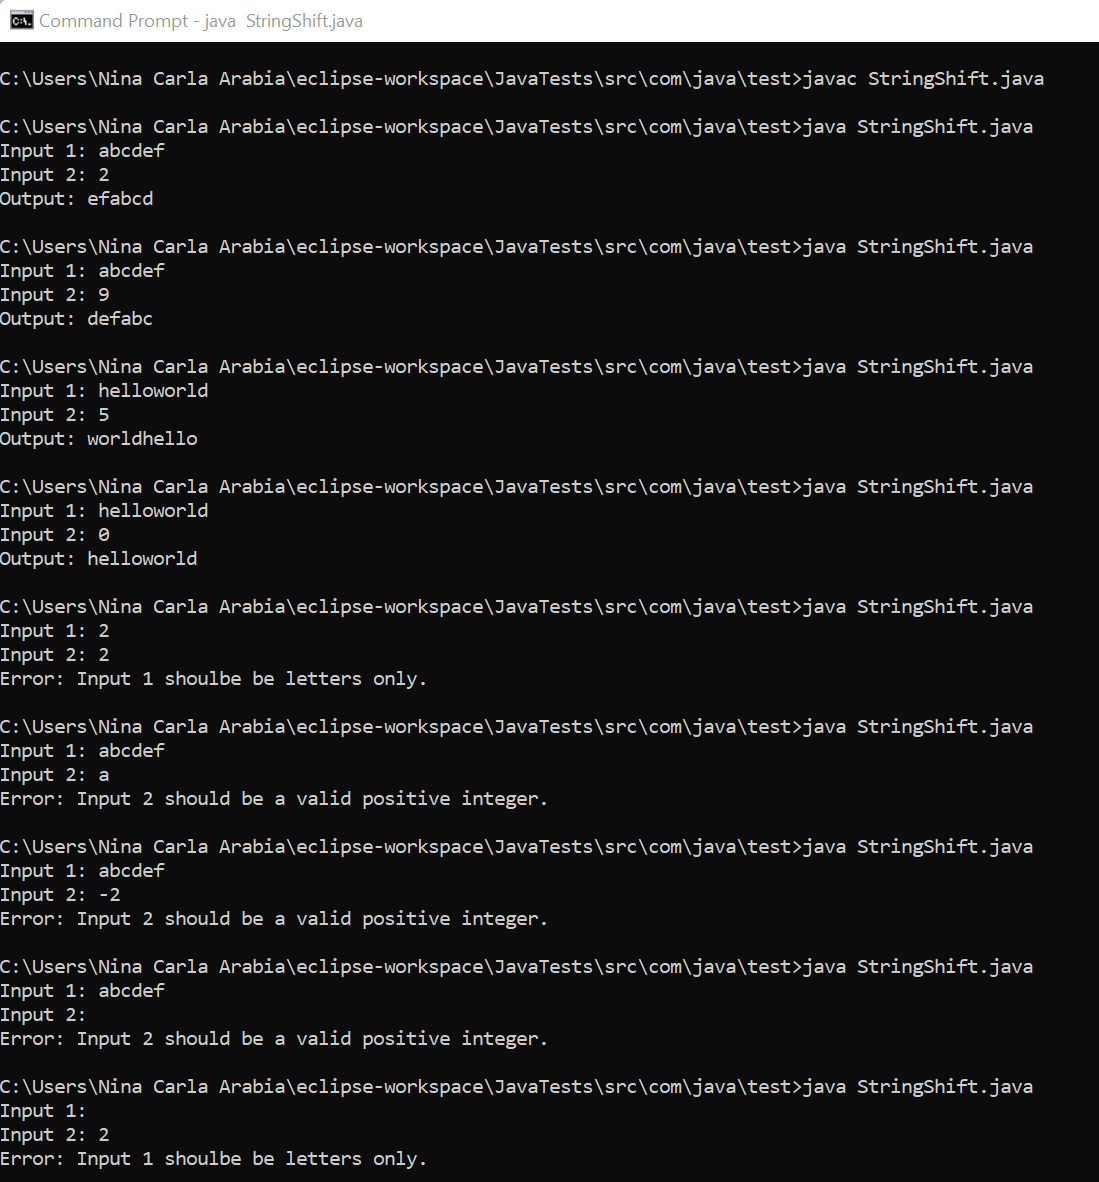 Command Prompt - java  StringShift.java
C:\Users\Nina Carla Arabia\eclipse-workspace\JavaTests\src\com\java\test>javac StringShift.java
C:\Users\Nina Carla Arabia\eclipse-workspace\JavaTests\src\com\java\test>java StringShift.java
Input 1: abcdef
Input 2: 2
Output: efabcd
C:\Users\Nina Carla Arabia\eclipse-workspace\JavaTests\src\com\java\test>java StringShift.java
Input 1: abcdef
Input 2: 9
Output: defabc
C:\Users\Nina Carla Arabia\eclipse-workspace\JavaTests\src\com\java\test>java StringShift.java
Input 1: helloworld
Input 2: 5
Output: worldhello
C:\Users\Nina Carla Arabia\eclipse-workspace\JavaTests\src\com\java\test>java StringShift.java
Input 1: helloworld
Input 2: 0
Output: helloworld
C:\Users\Nina Carla Arabia\eclipse-workspace\JavaTests\src\com\java\test>java StringShift.java
Input 1: 2
Input 2: 2
Error: Input 1 shoulbe be letters only.
C:\Users\Nina Carla Arabia\eclipse-workspace\JavaTests\src\com\java\test>java StringShift.java
Input 1: abcdef
Input 2: a
Error: Input 2 should be a valid positive integer.
C:\Users\Nina Carla Arabia\eclipse-workspace\JavaTests\src\com\java\test>java StringShift.java
Input 1: abcdef
Input 2: -2
Error: Input 2 should be a valid positive integer.
C:\Users\Nina Carla Arabia\eclipse-workspace\JavaTests\src\com\java\test>java StringShift.java
Input 1: abcdef
Input 2:
Error: Input 2 should be a valid positive integer.
C:\Users\Nina Carla Arabia\eclipse-workspace\JavaTests\src\com\java\test>java StringShift.java
Input 1:
Input 2: 2
Error: Input 1 shoulbe be letters only.